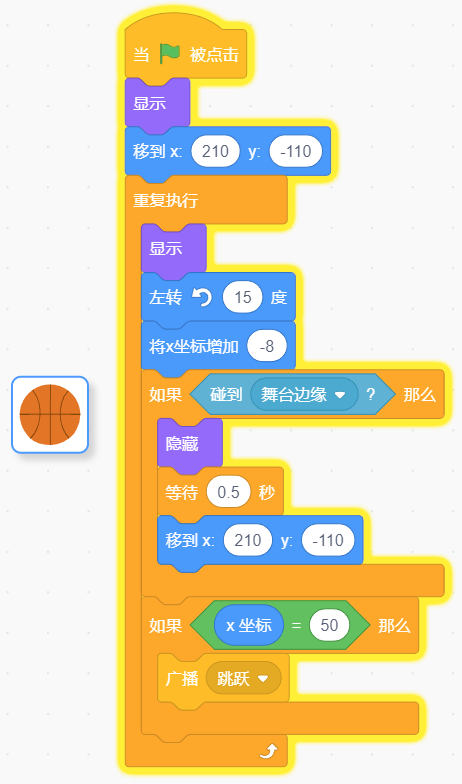 当 被点击
显示
移到 x: 210 y: -110
重复执行
显示
左转 15 度
将x坐标增加 -8
如果 碰到 舞台边缘 ? 那么
隐藏
等待 0.5 秒
移到 x: 210 y: -110
如果 x 坐标 = 50 那么
广播 跳跃